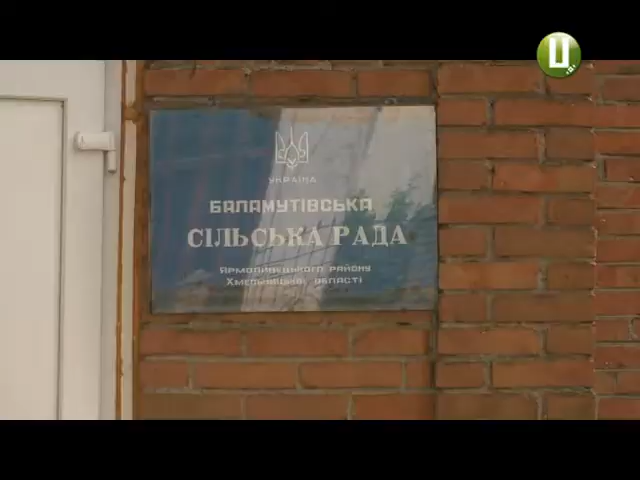 Ц
УКРАЇНА
БАЛАМУТІВСЬКА
СІЛЬСЬКА РАДА
ЯРМОЛИНЕЦЬКОГО РАЙОНУ
ХМЕЛЬНИЦЬКОЇ ОБЛАСТІ